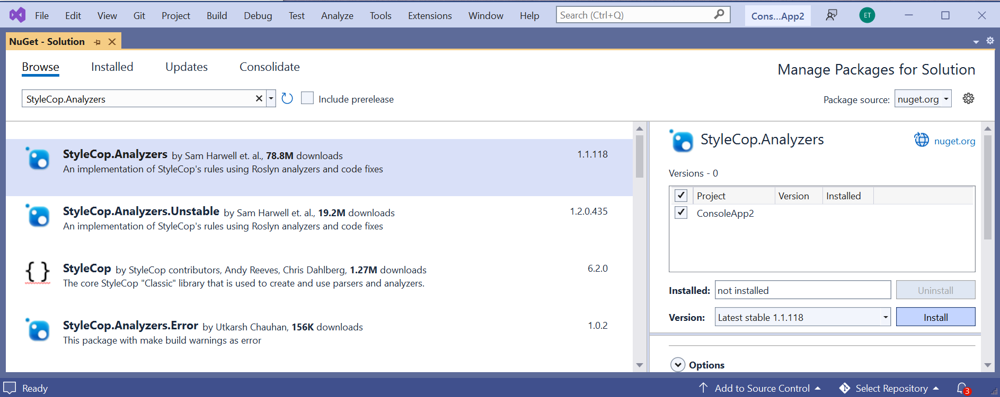 File Edit View Git Project Build Debug Test Analyze Tools Extensions Window Help Search (Ctrl+Q) Cons...App2 ET
NuGet - Solution
Browse Installed Updates Consolidate
Manage Packages for Solution
StyleCop.Analyzers Include prerelease
Package source: nuget.org
StyleCop.Analyzers by Sam Harwell et. al., 78.8M downloads 1.1.118
An implementation of StyleCop's rules using Roslyn analyzers and code fixes
StyleCop.Analyzers.Unstable by Sam Harwell et. al., 19.2M downloads 1.2.0.435
An implementation of StyleCop's rules using Roslyn analyzers and code fixes
{ }
StyleCop by StyleCop contributors, Andy Reeves, Chris Dahlberg, 1.27M downloads 6.2.0
The core StyleCop "Classic" library that is used to create and use parsers and analyzers.
StyleCop.Analyzers.Error by Utkarsh Chauhan, 156K downloads 1.0.2
This package with make build warnings as error
StyleCop.Analyzers nuget.org
Versions - 0
Project Version Installed
ConsoleApp2
Installed: not installed Uninstall
Version: Latest stable 1.1.118 Install
Options
Ready Add to Source Control Select Repository 3